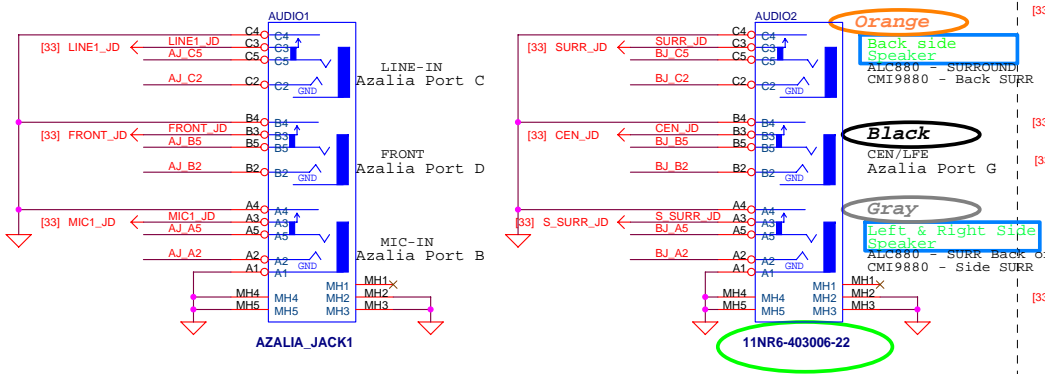 AUDIO1
[33] LINE1_JD
LINE1_JD
AJ_C5
AJ_C2
C4
C3
C5
C2
C4
C3
C5
C2
GND
LINE-IN
Azalia Port C
[33] FRONT_JD
FRONT_JD
AJ_B5
AJ_B2
B4
B3
B5
B2
B4
B3
B5
B2
GND
FRONT
Azalia Port D
[33] MIC1_JD
MIC1_JD
AJ_A5
AJ_A2
A4
A3
A5
A2
A1
A4
A3
A5
A2
A1
GND
MIC-IN
Azalia Port B
MH4
MH5
MH4
MH5
MH1
MH2
MH3
MH1
MH2
MH3
AZALIA_JACK1
AUDIO2
[33] SURR_JD
SURR_JD
BJ_C5
BJ_C2
C4
C3
C5
C2
C4
C3
C5
C2
GND
Orange
Back side
Speaker
ALC880 - SURROUND
CMI9880 - Back SURR
[33] CEN_JD
CEN_JD
BJ_B5
BJ_B2
B4
B3
B5
B2
B4
B3
B5
B2
GND
Black
CEN/LFE
Azalia Port G
[33] S_SURR_JD
S_SURR_JD
BJ_A5
BJ_A2
A4
A3
A5
A2
A1
A4
A3
A5
A2
A1
GND
Gray
Left & Right Side
Speaker
ALC880 - SURR Back
CMI9880 - Side SURR
MH4
MH5
MH4
MH5
MH1
MH2
MH3
MH1
MH2
MH3
11NR6-403006-22